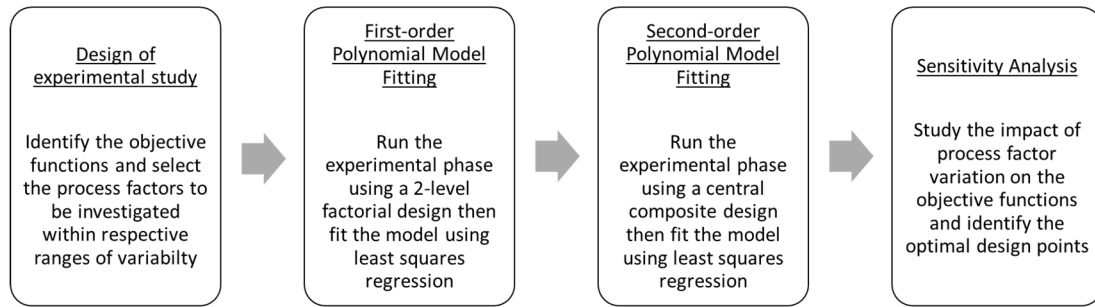 Design of
experimental study
Identify the objective
functions and select
the process factors to
be investigated
within respective
ranges of variabilty
First-order
Polynomial Model
Fitting
Run the
experimental phase
using a 2-level
factorial design then
fit the model using
least squares
regression
Second-order
Polynomial Model
Fitting
Run the
experimental phase
using a central
composite design
then fit the model
using least squares
regression
Sensitivity Analysis
Study the impact of
process factor
variation on the
objective functions
and identify the
optimal design points